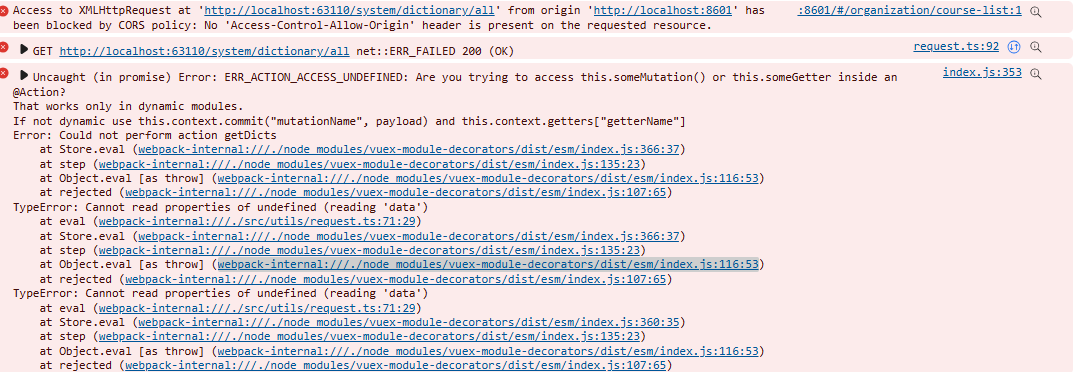 Access to XMLHttpRequest at 'http://localhost:63110/system/dictionary/all' from origin 'http://localhost:8601' has :8601/#/organization/course-list:1
been blocked by CORS policy: No 'Access-Control-Allow-Origin' header is present on the requested resource.
GET http://localhost:63110/system/dictionary/all net::ERR_FAILED 200 (OK) request.ts:92
Uncaught (in promise) Error: ERR_ACTION_ACCESS_UNDEFINED: Are you trying to access this.someMutation() or this.someGetter inside an index.js:353
@Action?
That works only in dynamic modules.
If not dynamic use this.context.commit("mutationName", payload) and this.context.getters["getterName"]
Error: Could not perform action getDicts
at Store.eval (webpack-internal:///./node_modules/vuex-module-decorators/dist/esm/index.js:366:37)
at step (webpack-internal:///./node_modules/vuex-module-decorators/dist/esm/index.js:135:23)
at Object.eval [as throw] (webpack-internal:///./node_modules/vuex-module-decorators/dist/esm/index.js:116:53)
at rejected (webpack-internal:///./node_modules/vuex-module-decorators/dist/esm/index.js:107:65)
TypeError: Cannot read properties of undefined (reading 'data')
at eval (webpack-internal:///./src/utils/request.ts:71:29)
at Store.eval (webpack-internal:///./node_modules/vuex-module-decorators/dist/esm/index.js:366:37)
at step (webpack-internal:///./node_modules/vuex-module-decorators/dist/esm/index.js:135:23)
at Object.eval [as throw] (webpack-internal:///./node_modules/vuex-module-decorators/dist/esm/index.js:116:53)
at rejected (webpack-internal:///./node_modules/vuex-module-decorators/dist/esm/index.js:107:65)
TypeError: Cannot read properties of undefined (reading 'data')
at eval (webpack-internal:///./src/utils/request.ts:71:29)
at Store.eval (webpack-internal:///./node_modules/vuex-module-decorators/dist/esm/index.js:360:35)
at step (webpack-internal:///./node_modules/vuex-module-decorators/dist/esm/index.js:135:23)
at Object.eval [as throw] (webpack-internal:///./node_modules/vuex-module-decorators/dist/esm/index.js:116:53)
at rejected (webpack-internal:///./node_modules/vuex-module-decorators/dist/esm/index.js:107:65)